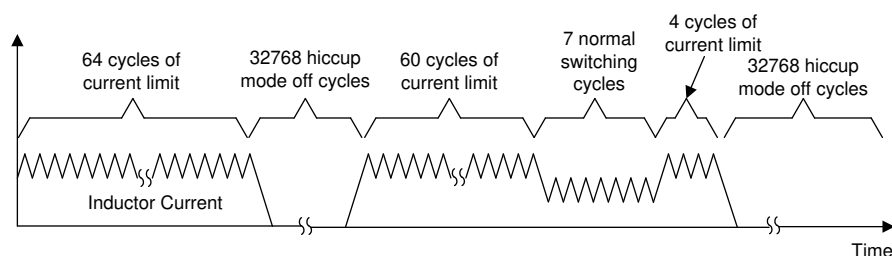 64 cycles of
current limit
32768 hiccup
mode off cycles
60 cycles of
current limit
7 normal
switching
cycles
4 cycles of
current limit
32768 hiccup
mode off cycles
Inductor Current
Time